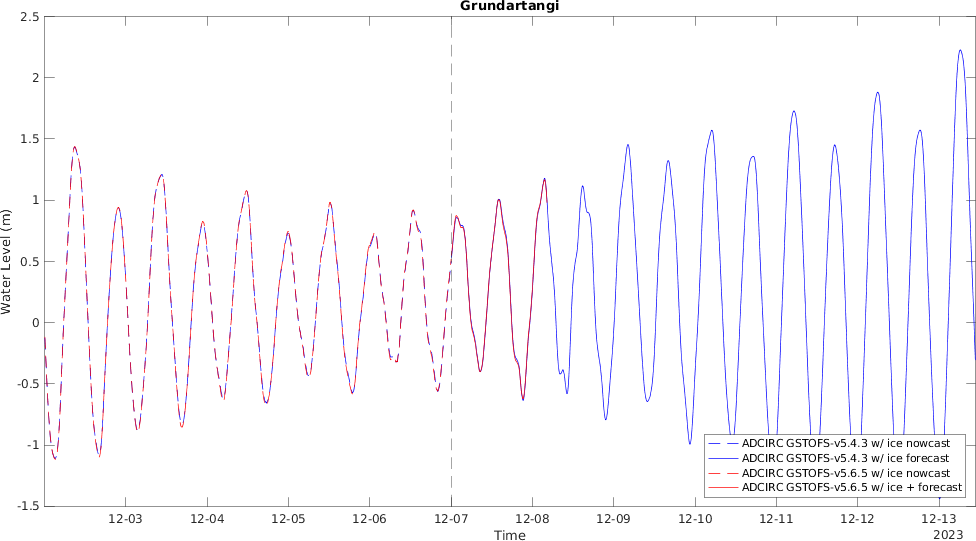 Grundartangi
2.5
2
1.5
1
0.5
0
-0.5
-1
-1.5
Water Level (m)
ADCIRC GSTOFS-v5.4.3 w/ ice nowcast
ADCIRC GSTOFS-v5.4.3 w/ ice forecast
ADCIRC GSTOFS-v5.6.5 w/ ice nowcast
ADCIRC GSTOFS-v5.6.5 w/ ice + forecast
12-03 12-04 12-05 12-06 12-07 12-08 12-09 12-10 12-11 12-12 12-13
Time
2023